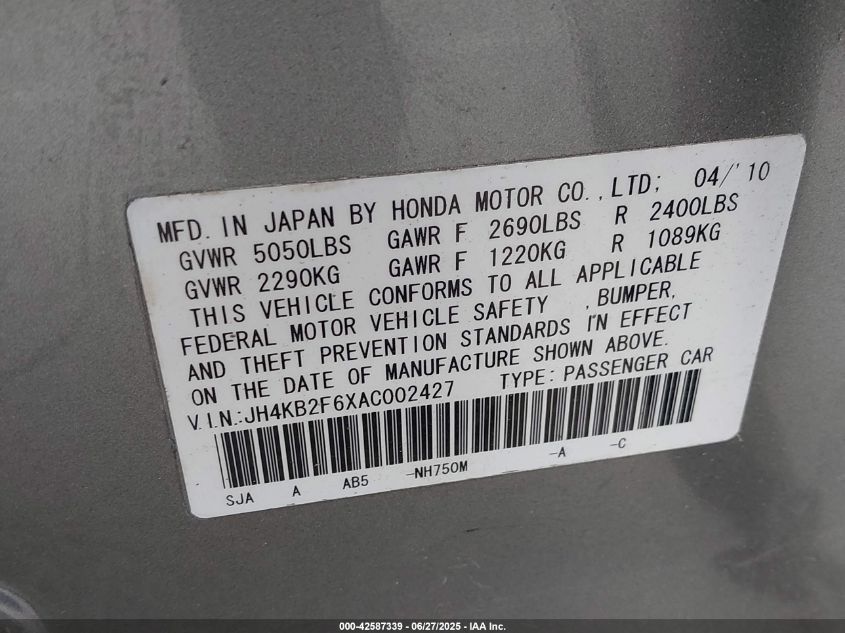 MFD. IN JAPAN BY HONDA MOTOR CO., LTD; 04/'10
GVWR 5050LBS GAWR F 2690LBS R 2400LBS
GVWR 2290KG GAWR F 1220KG R 1089KG
THIS VEHICLE CONFORMS TO ALL APPLICABLE
FEDERAL MOTOR VEHICLE SAFETY , BUMPER,
AND THEFT PREVENTION STANDARDS IN EFFECT
ON THE DATE OF MANUFACTURE SHOWN ABOVE.
V.I.N.:JH4KB2F6XAC002427 TYPE: PASSENGER CAR
SJA A AB5 -NH750M -A -C
000-42587339 - 06/27/2025 - IAA Inc.